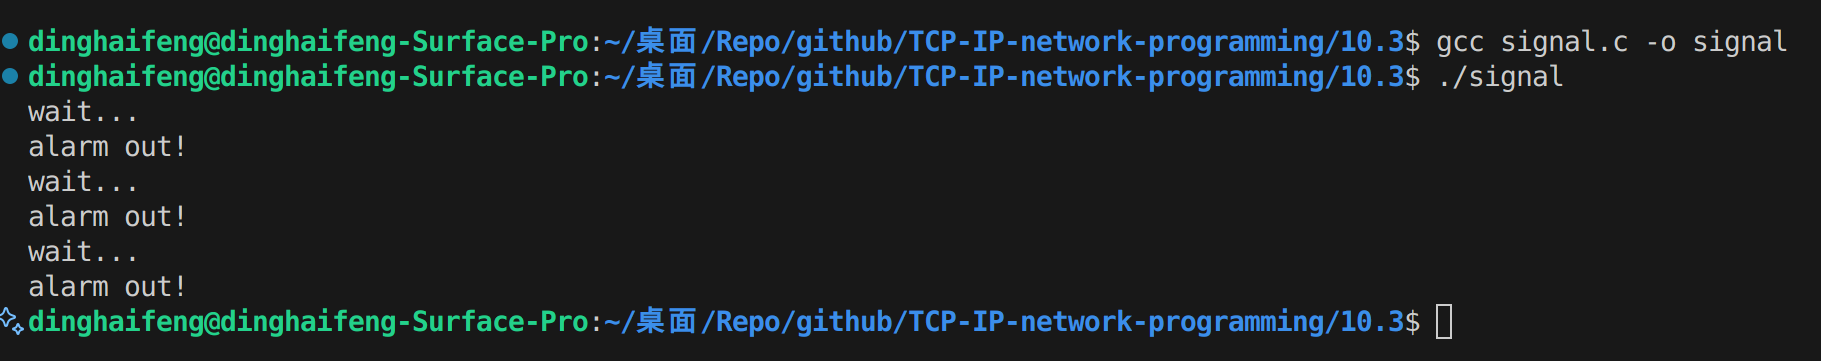 dinghaifeng@dinghaifeng-Surface-Pro:~/桌面/Repo/github/TCP-IP-network-programming/10.3$ gcc signal.c -o signal
dinghaifeng@dinghaifeng-Surface-Pro:~/桌面/Repo/github/TCP-IP-network-programming/10.3$ ./signal
wait...
alarm out!
wait...
alarm out!
wait...
alarm out!
dinghaifeng@dinghaifeng-Surface-Pro:~/桌面/Repo/github/TCP-IP-network-programming/10.3$